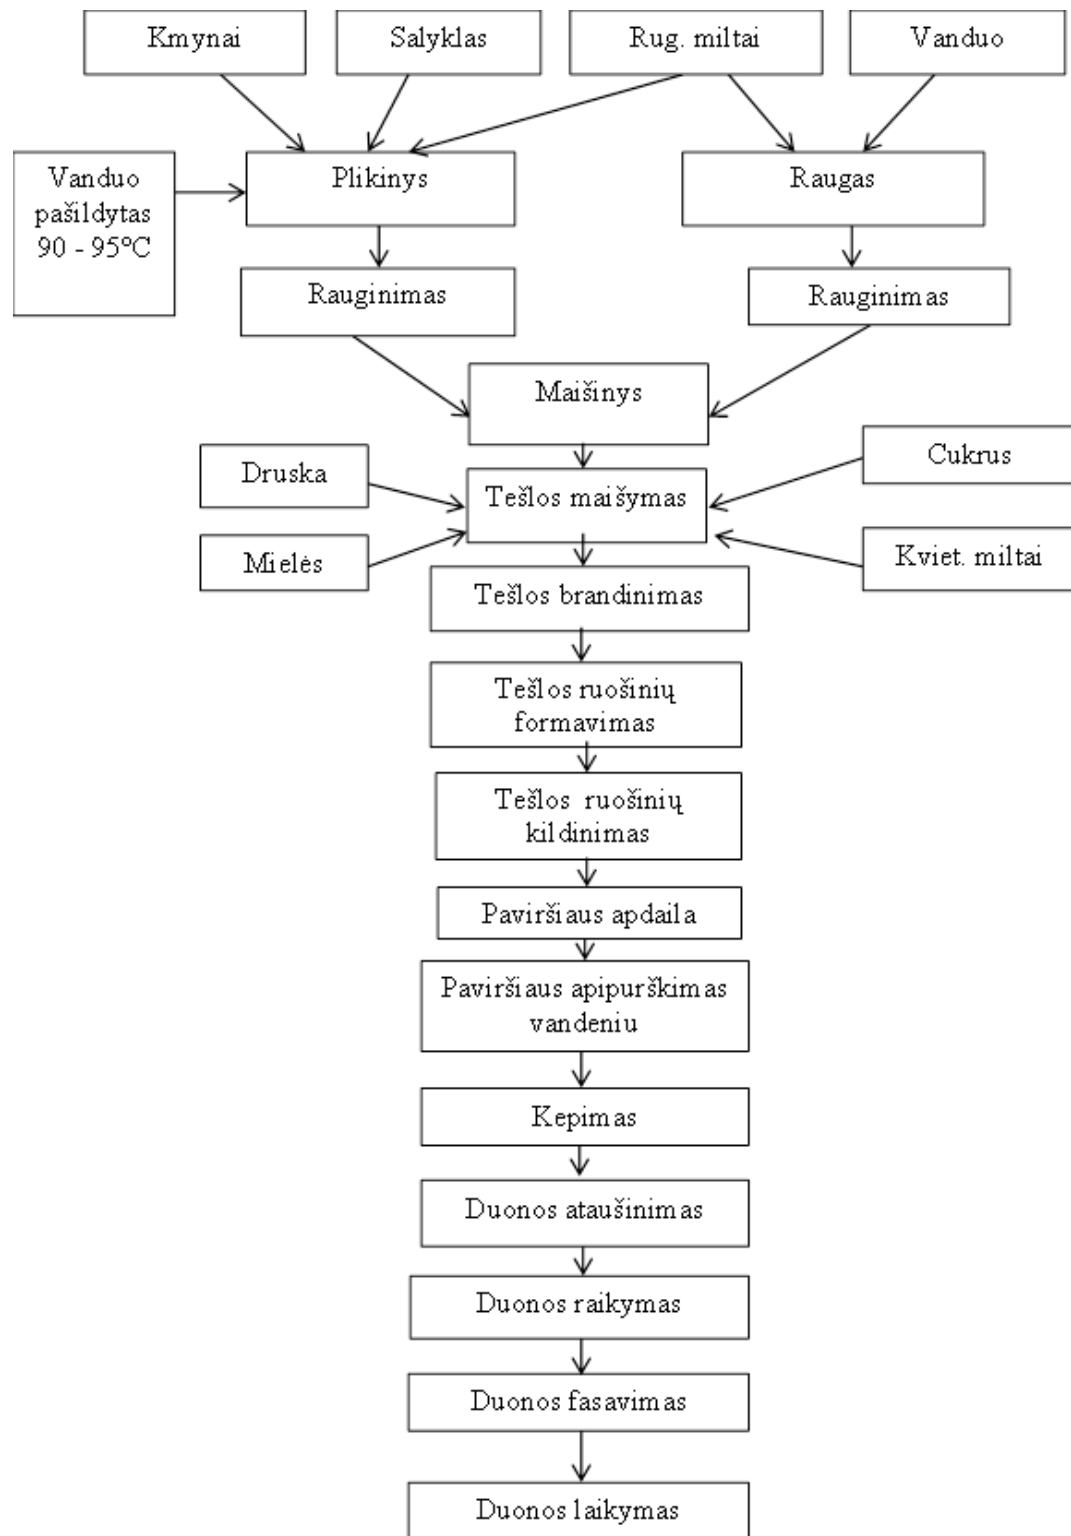 Kmynai
Salyklas
Rug. miltai
Vanduo
Vanduo
pašildytas
90 - 95°C
Plikinys
Raugas
Rauginimas
Rauginimas
Maišinys
Druska
Tešlos maišymas
Cukrus
Mielės
Kviet. miltai
Tešlos brandinimas
Tešlos ruošinių
formavimas
Tešlos ruošinių
kildinimas
Paviršiaus apdaila
Paviršiaus apipurškimas
vandeniu
Kepimas
Duonos ataušinimas
Duonos raikymas
Duonos fasavimas
Duonos laikymas